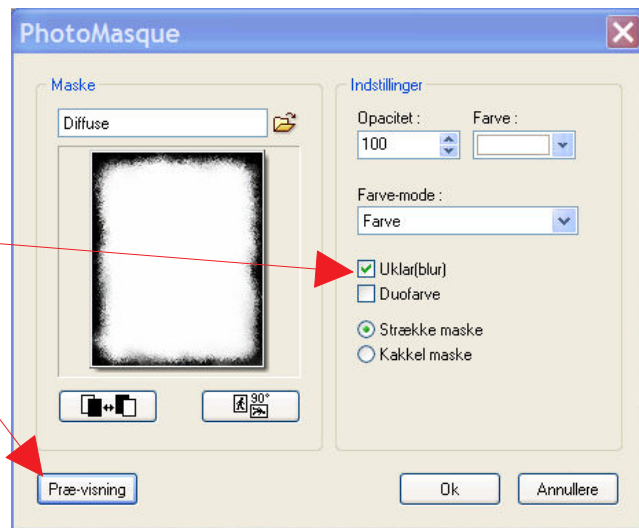 PhotoMasque
Maske
Diffuse
90°
Præ-visning
Indstillinger
Opacitet :
Farve :
100
Farve-mode :
Farve
Uklar(blur)
Duofarve
Strække maske
Kakkel maske
Ok
Annullere